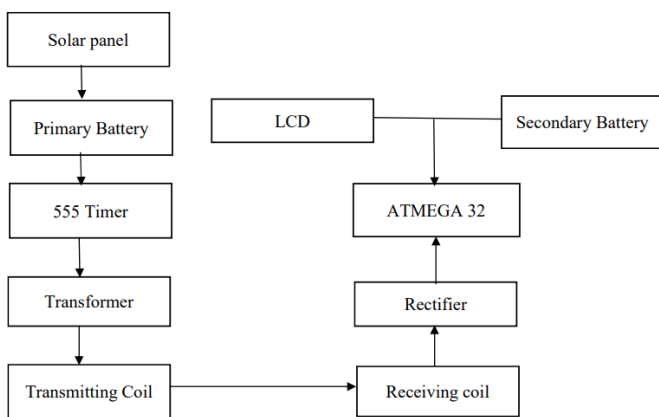 Solar panel
Primary Battery
LCD
Secondary Battery
555 Timer
ATMEGA 32
Transformer
Rectifier
Transmitting Coil
Receiving coil